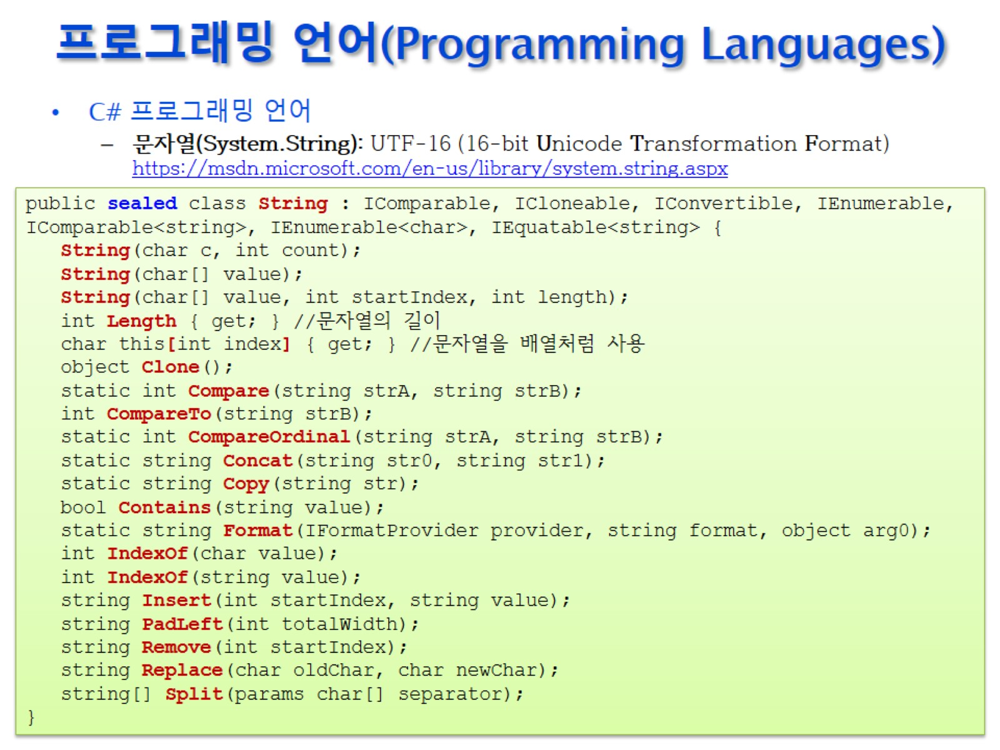 프로그래밍 언어(Programming Languages)
• C# 프로그래밍 언어
– 문자열(System.String): UTF-16 (16-bit Unicode Transformation Format)
https://msdn.microsoft.com/en-us/library/system.string.aspx
public sealed class String : IComparable, ICloneable, IConvertible, IEnumerable,
IComparable<string>, IEnumerable<char>, IEquatable<string> {
String(char c, int count);
String(char[] value);
String(char[] value, int startIndex, int length);
int Length { get; } //문자열의 길이
char this[int index] { get; } //문자열을 배열처럼 사용
object Clone();
static int Compare(string strA, string strB);
int CompareTo(string strB);
static int CompareOrdinal(string strA, string strB);
static string Concat(string str0, string str1);
static string Copy(string str);
bool Contains(string value);
static string Format(IFormatProvider provider, string format, object arg0);
int IndexOf(char value);
int IndexOf(string value);
string Insert(int startIndex, string value);
string PadLeft(int totalWidth);
string Remove(int startIndex);
string Replace(char oldChar, char newChar);
string[] Split(params char[] separator);
}